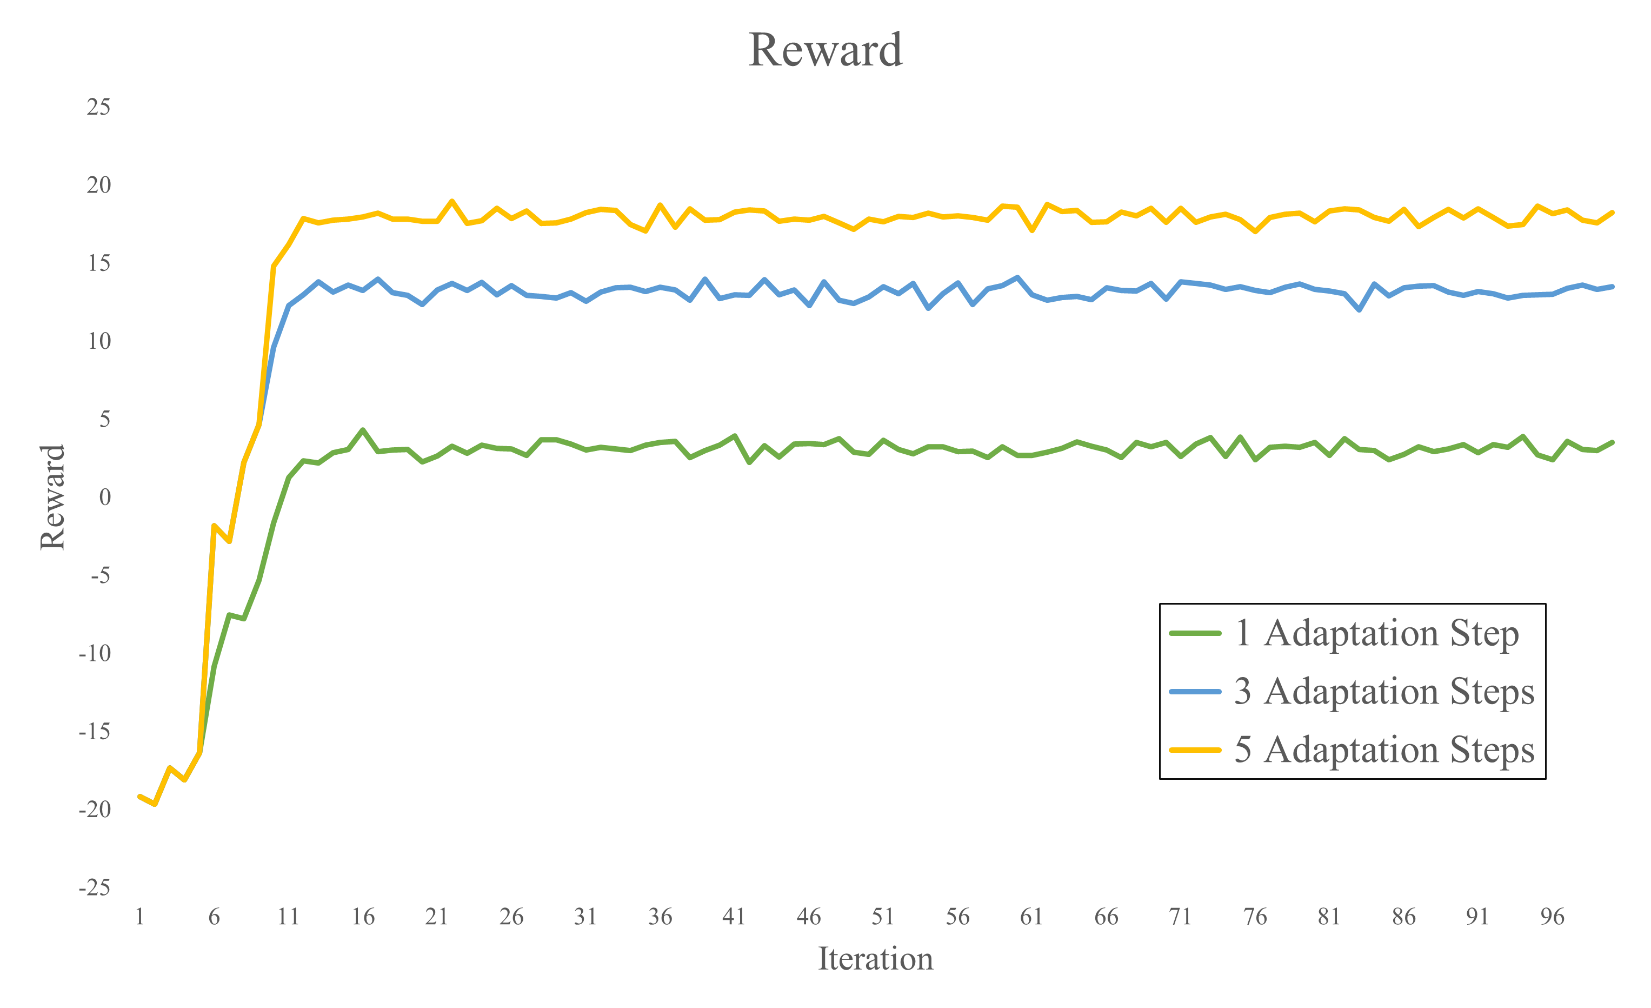 Reward
25
20
15
10
5
0
-5
-10
-15
-20
-25
Reward
1 Adaptation Step
3 Adaptation Steps
5 Adaptation Steps
1 6 11 16 21 26 31 36 41 46 51 56 61 66 71 76 81 86 91 96
Iteration